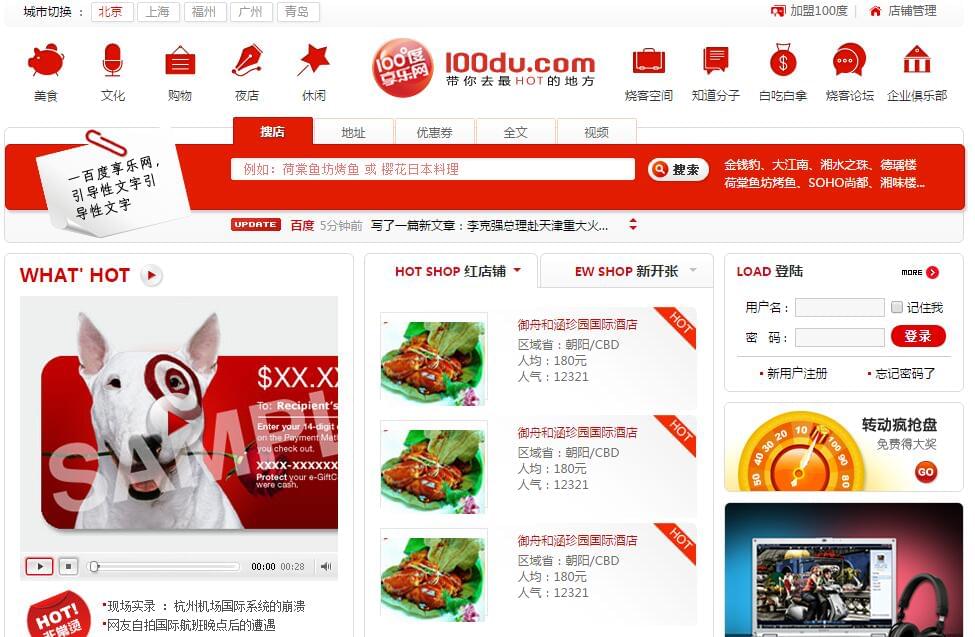 城市切换 : 北京 上海 福州 广州 青岛
加盟100度 | 店铺管理
美食 文化 购物 夜店 休闲
100度享乐网
100du.com
带你去最HOT的地方
烧客空间 知道分子 白吃白拿 烧客论坛 企业俱乐部
搜店 地址 优惠券 全文 视频
一百度享乐网,
引导性文字引
导性文字
例如：荷棠鱼坊烤鱼 或 樱花日本料理
搜索
金钱豹、大江南、湘水之珠、德瑀楼
荷棠鱼坊烤鱼、SOHO尚都、湘味楼...
UPDATE 百度 5分钟前 写了一篇新文章：李克强总理赴天津重大火...
WHAT' HOT
$XX.XX
To: Recipient's
Enter your 14-digit
on the Payment Met
you check out.
XXXX-XXXXXX
Protect your e-GiftC
were cash.
SAMPL
00:00 00:28
HOT!
非常烫
现场实录 ：杭州机场国际系统的崩溃
网友自拍国际航班晚点后的遭遇
HOT SHOP 红店铺
EW SHOP 新开张
御舟和涵珍园国际酒店
区域省：朝阳/CBD
人均：180元
人气：12321
HOT
御舟和涵珍园国际酒店
区域省：朝阳/CBD
人均：180元
人气：12321
HOT
御舟和涵珍园国际酒店
区域省：朝阳/CBD
人均：180元
人气：12321
HOT
LOAD 登陆
MORE
用户名：
记住我
密 码：
登录
新用户注册
忘记密码了
50 40 30 20 10 100 90 80
转动疯抢盘
免费得大奖
GO